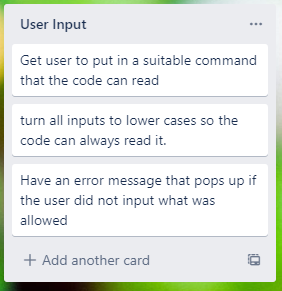 User Input
Get user to put in a suitable command
that the code can read
turn all inputs to lower cases so the
code can always read it.
Have an error message that pops up if
the user did not input what was
allowed
+ Add another card